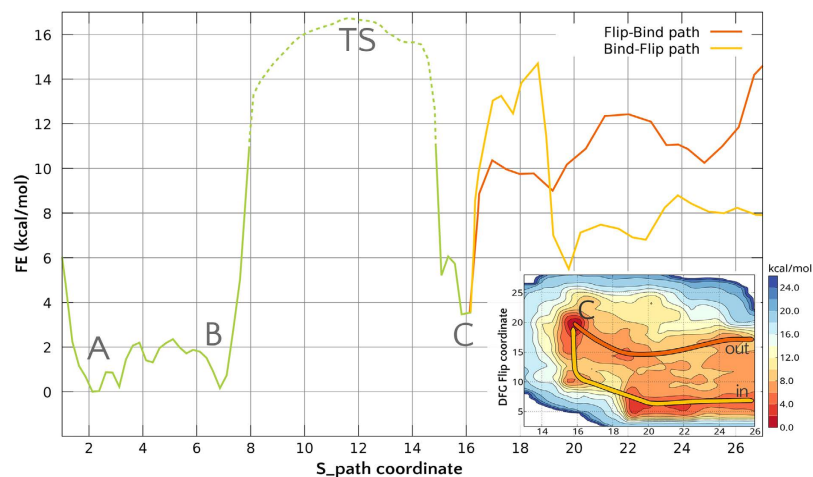 16
14
12
10
8
6
4
2
0
FE (kcal/mol)
TS
A
B
C
Flip-Bind path
Bind-Flip path
2 4 6 8 10 12 14 16 18 20 22 24 26
S_path coordinate
kcal/mol
25
20
15
10
5
DFG Flip coordinate
C
out
in
14 16 18 20 22 24 26
24.0
20.0
16.0
12.0
8.0
4.0
0.0